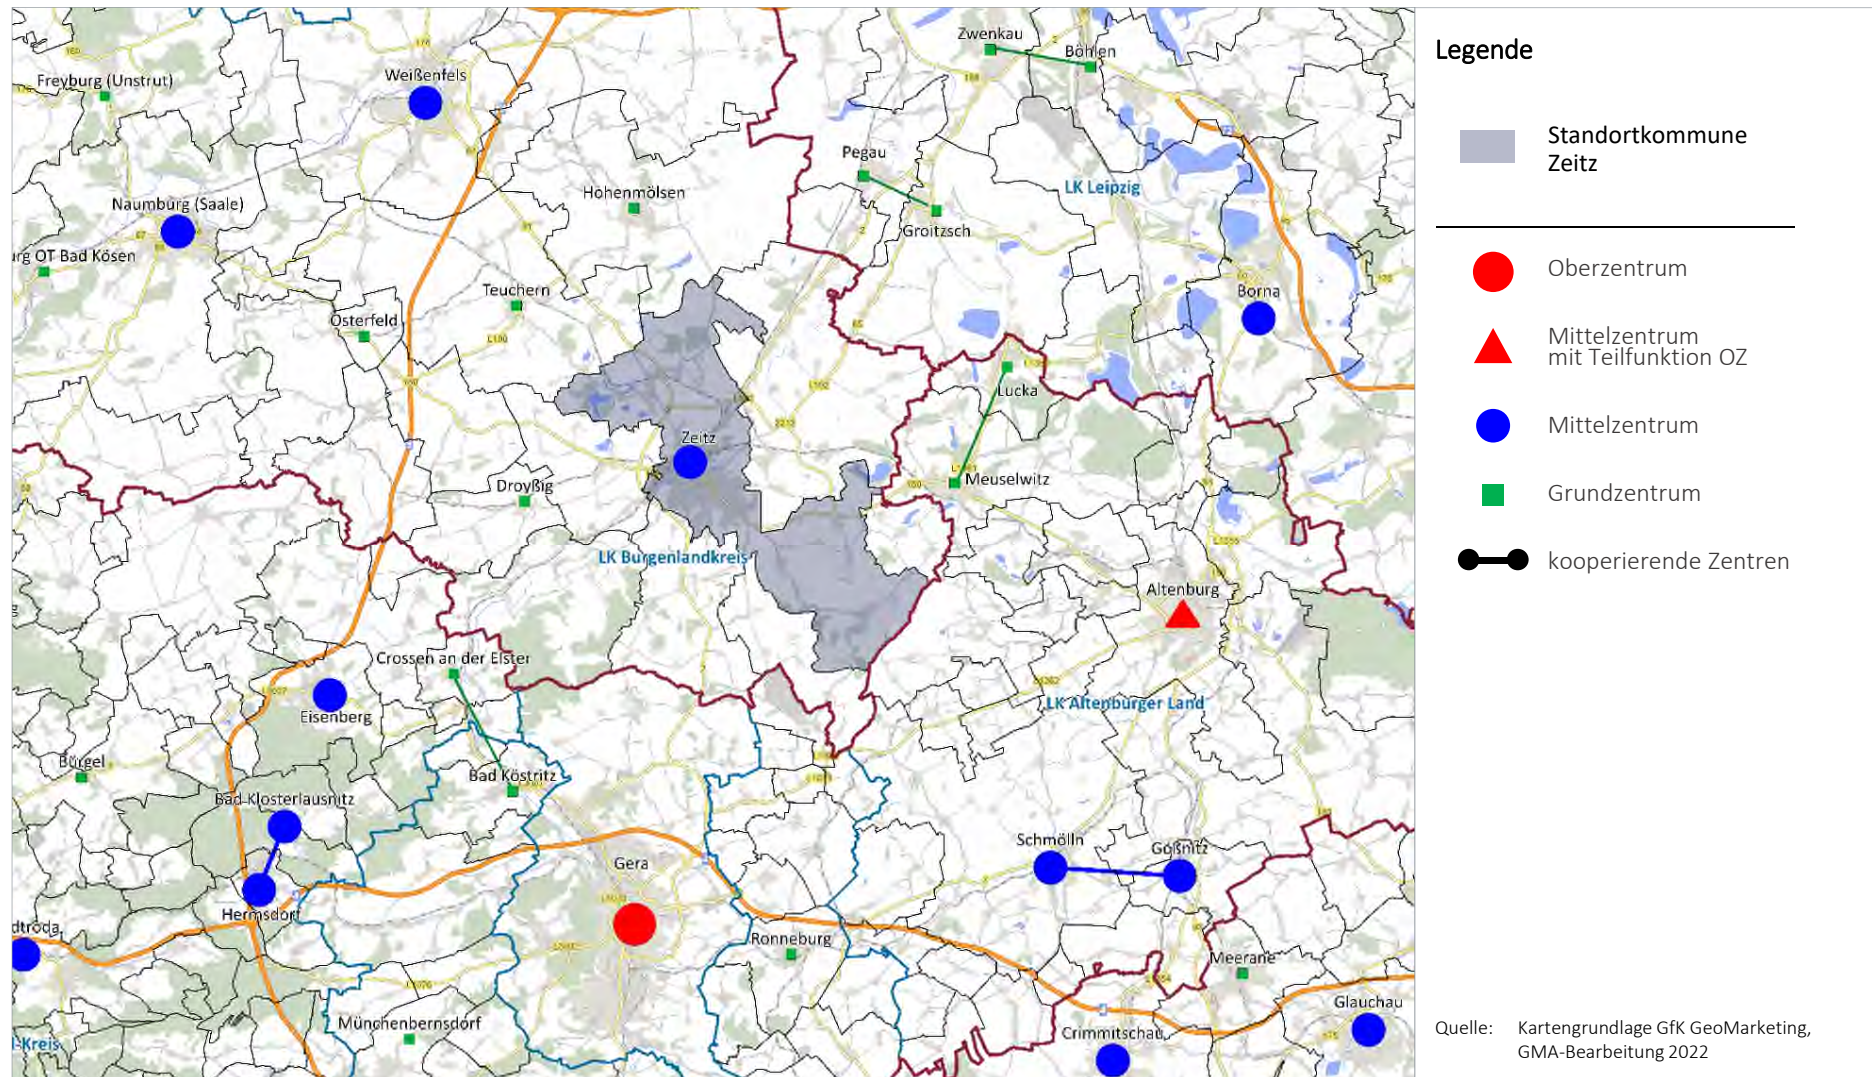 Zwenkau
Böhlen
Weißenfels
Freyburg (Unstrut)
Pegau
LK Leipzig
Hohenmölsen
Naumburg (Saale)
Groitzsch
urg OT Bad Kösen
Teuchern
Borna
Osterfeld
Lucka
Zeitz
Meuselwitz
Droyßig
LK Burgenlandkreis
Altenburg
Crossen an der Elster
LK Altenburger Land
Eisenberg
Bürgel
Bad Köstritz
Bad Klosterlausnitz
Schmölln
Gößnitz
Gera
Hermsdorf
dtroda
Ronneburg
Meerane
Glauchau
Münchenbernsdorf
Crimmitschau
l-Kreis
Legende
Standortkommune
Zeitz
Oberzentrum
Mittelzentrum
mit Teilfunktion OZ
Mittelzentrum
Grundzentrum
kooperierende Zentren
Quelle: Kartengrundlage GfK GeoMarketing,
GMA-Bearbeitung 2022